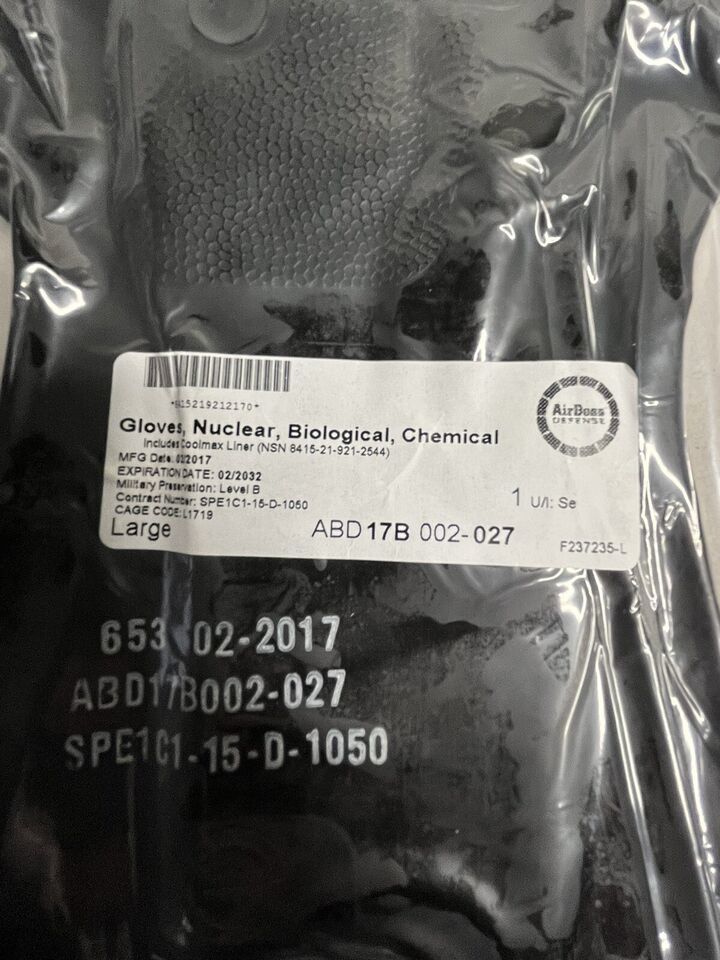 Gloves, Nuclear, Biological, Chemical
Includes Coolmax Liner (NSN 8415-21-921-2544)
MFG Date: 02/2017
EXPIRATION DATE: 02/2032
Military Preservation: Level B
Contract Number: SPE1C1-15-D-1050
CAGE CODE: L1719
Large
1 U/I: Se
ABD 17B 002-027
F237235-L
AirBoss
DEFENSE
653 02-2017
ABD17B002-027
SPE1C1-15-D-1050